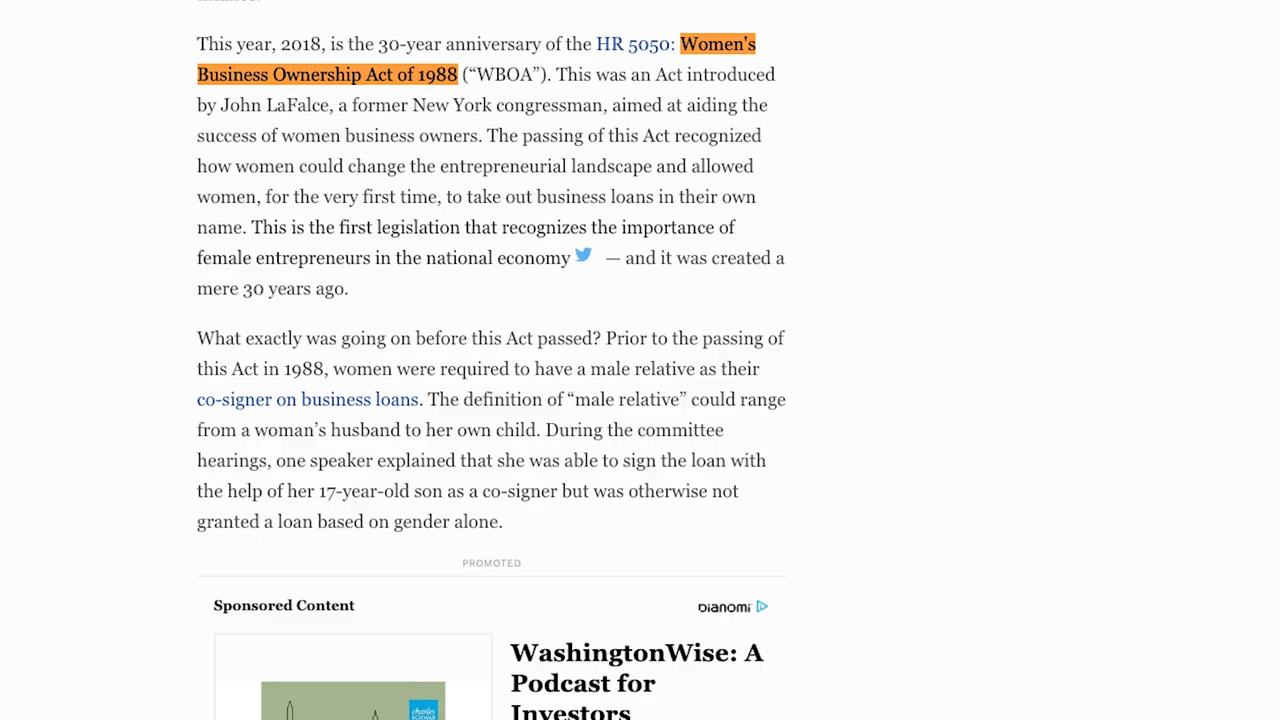 This year, 2018, is the 30-year anniversary of the HR 5050: Women's
Business Ownership Act of 1988 (“WBOA”). This was an Act introduced
by John LaFalce, a former New York congressman, aimed at aiding the
success of women business owners. The passing of this Act recognized
how women could change the entrepreneurial landscape and allowed
women, for the very first time, to take out business loans in their own
name. This is the first legislation that recognizes the importance of
female entrepreneurs in the national economy — and it was created a
mere 30 years ago.
What exactly was going on before this Act passed? Prior to the passing of
this Act in 1988, women were required to have a male relative as their
co-signer on business loans. The definition of “male relative” could range
from a woman’s husband to her own child. During the committee
hearings, one speaker explained that she was able to sign the loan with
the help of her 17-year-old son as a co-signer but was otherwise not
granted a loan based on gender alone.
PROMOTED
Sponsored Content
DIANOMI
WashingtonWise: A
Podcast for
Investors
charles